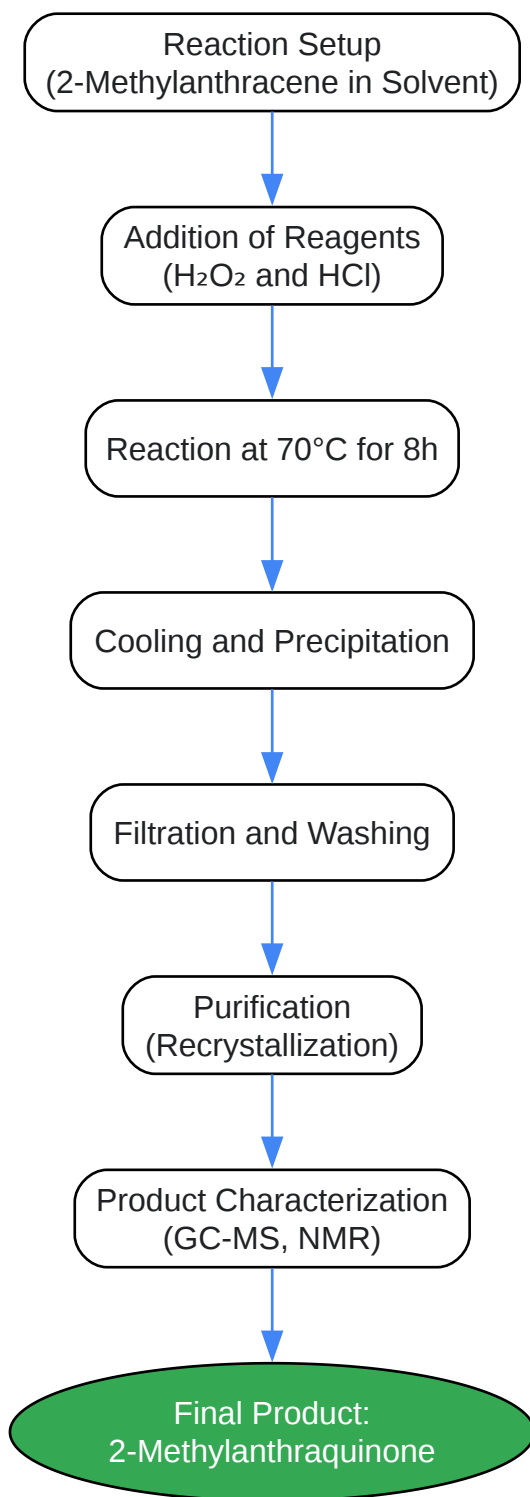 Reaction Setup
(2-Methylanthracene in Solvent)
Addition of Reagents
(H₂O₂ and HCl)
Reaction at 70°C for 8h
Cooling and Precipitation
Filtration and Washing
Purification
(Recrystallization)
Product Characterization
(GC-MS, NMR)
Final Product:
2-Methylanthraquinone